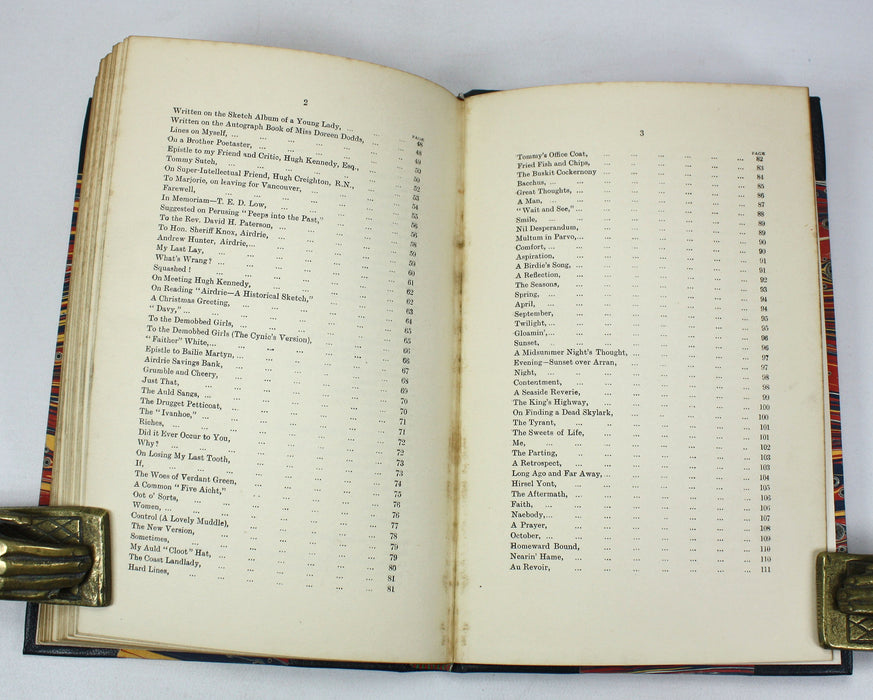 2
PAGE
Written on the Sketch Album of a Young Lady, ... ... 48
Written on the Autograph Book of Miss Doreen Dodds, ... 48
Lines on Myself, ... ... ... ... ... 49
On a Brother Poetaster, ... ... ... ... 50
Epistle to my Friend and Critic, Hugh Kennedy, Esq., ... 50
Tommy Sutch, ... ... ... ... ... 52
On Super-Intellectual Friend, Hugh Creighton, R.N., ... 53
To Marjorie, on leaving for Vancouver, ... ... ... 54
Farewell, ... ... ... ... ... 55
In Memoriam—T. E. D. Low, ... ... ... ... 56
Suggested on Perusing "Peeps into the Past," ... ... 56
To the Rev. David H. Paterson, ... ... ... ... 58
To Hon. Sheriff Knox, Airdrie, ... ... ... ... 59
Andrew Hunter, Airdrie,... ... ... ... ... 59
My Last Lay, ... ... ... ... ... 60
What's Wrang? ... ... ... ... ... 61
Squashed! ... ... ... ... ... 62
On Meeting Hugh Kennedy, ... ... ... ... 62
On Reading "Airdrie—A Historical Sketch," ... ... 63
A Christmas Greeting, ... ... ... ... ... 64
"Davy," ... ... ... ... ... ... 65
To the Demobbed Girls, ... ... ... ... 65
To the Demobbed Girls (The Cynic's Version), ... ... 66
"Faither" White,... ... ... ... ... ... 66
Epistle to Bailie Martyn, ... ... ... ... ... 67
Airdrie Savings Bank, ... ... ... ... ... 68
Grumble and Cheery, ... ... ... ... ... 69
Just That, ... ... ... ... ... ... 70
The Auld Sangs, ... ... ... ... ... ... 70
The Drugget Petticoat, ... ... ... ... ... 71
The "Ivanhoe," ... ... ... ... ... ... 71
Riches, ... ... ... ... ... ... 72
Did it Ever Occur to You, ... ... ... ... 72
Why? ... ... ... ... ... ... 73
On Losing My Last Tooth, ... ... ... ... 73
If, ... ... ... ... ... ... 74
The Woes of Verdant Green, ... ... ... ... 75
A Common "Five Aicht," ... ... ... ... 76
Oot o' Sorts, ... ... ... ... ... ... 76
Women, ... ... ... ... ... ... 77
Control (A Lovely Muddle), ... ... ... ... 78
The New Version, ... ... ... ... ... 79
Sometimes, ... ... ... ... ... ... 79
My Auld "Cloot" Hat, ... ... ... ... ... 80
The Coast Landlady, ... ... ... ... ... 81
Hard Lines, ... ... ... ... ... ... 81
3
PAGE
Tommy's Office Coat, ... ... ... ... ... 82
Fried Fish and Chips, ... ... ... ... ... 83
The Buskit Cockernony ... ... ... ... ... 84
Bacchus, ... ... ... ... ... ... 85
Great Thoughts, ... ... ... ... ... ... 86
A Man, ... ... ... ... ... ... 87
"Wait and See,"... ... ... ... ... ... 88
Smile, ... ... ... ... ... ... 89
Nil Desperandum, ... ... ... ... ... 89
Multum in Parvo, ... ... ... ... ... 90
Comfort, ... ... ... ... ... ... 90
Aspiration, ... ... ... ... ... ... 91
A Birdie's Song, ... ... ... ... ... ... 92
A Reflection, ... ... ... ... ... ... 92
The Seasons, ... ... ... ... ... ... 93
Spring, ... ... ... ... ... ... 94
April, ... ... ... ... ... ... 94
September, ... ... ... ... ... ... 95
Twilight, ... ... ... ... ... ... 95
Gloamin', ... ... ... ... ... ... 96
Sunset, ... ... ... ... ... ... 96
A Midsummer Night's Thought, ... ... ... ... 97
Evening—Sunset over Arran, ... ... ... ... 97
Night, ... ... ... ... ... ... 98
Contentment, ... ... ... ... ... ... 98
A Seaside Reverie, ... ... ... ... ... 99
The King's Highway, ... ... ... ... ... 100
On Finding a Dead Skylark, ... ... ... ... 100
The Tyrant, ... ... ... ... ... ... 101
The Sweets of Life, ... ... ... ... ... 101
Me, ... ... ... ... ... ... 102
The Parting, ... ... ... ... ... ... 103
A Retrospect, ... ... ... ... ... ... 103
Long Ago and Far Away, ... ... ... ... ... 104
Hirsel Yont, ... ... ... ... ... ... 105
The Aftermath, ... ... ... ... ... ... 106
Faith, ... ... ... ... ... ... 106
Naebody,... ... ... ... ... ... 107
A Prayer, ... ... ... ... ... ... 108
October, ... ... ... ... ... ... 109
Homeward Bound, ... ... ... ... ... 110
Nearin' Hame, ... ... ... ... ... ... 110
Au Revoir, ... ... ... ... ... ... 111